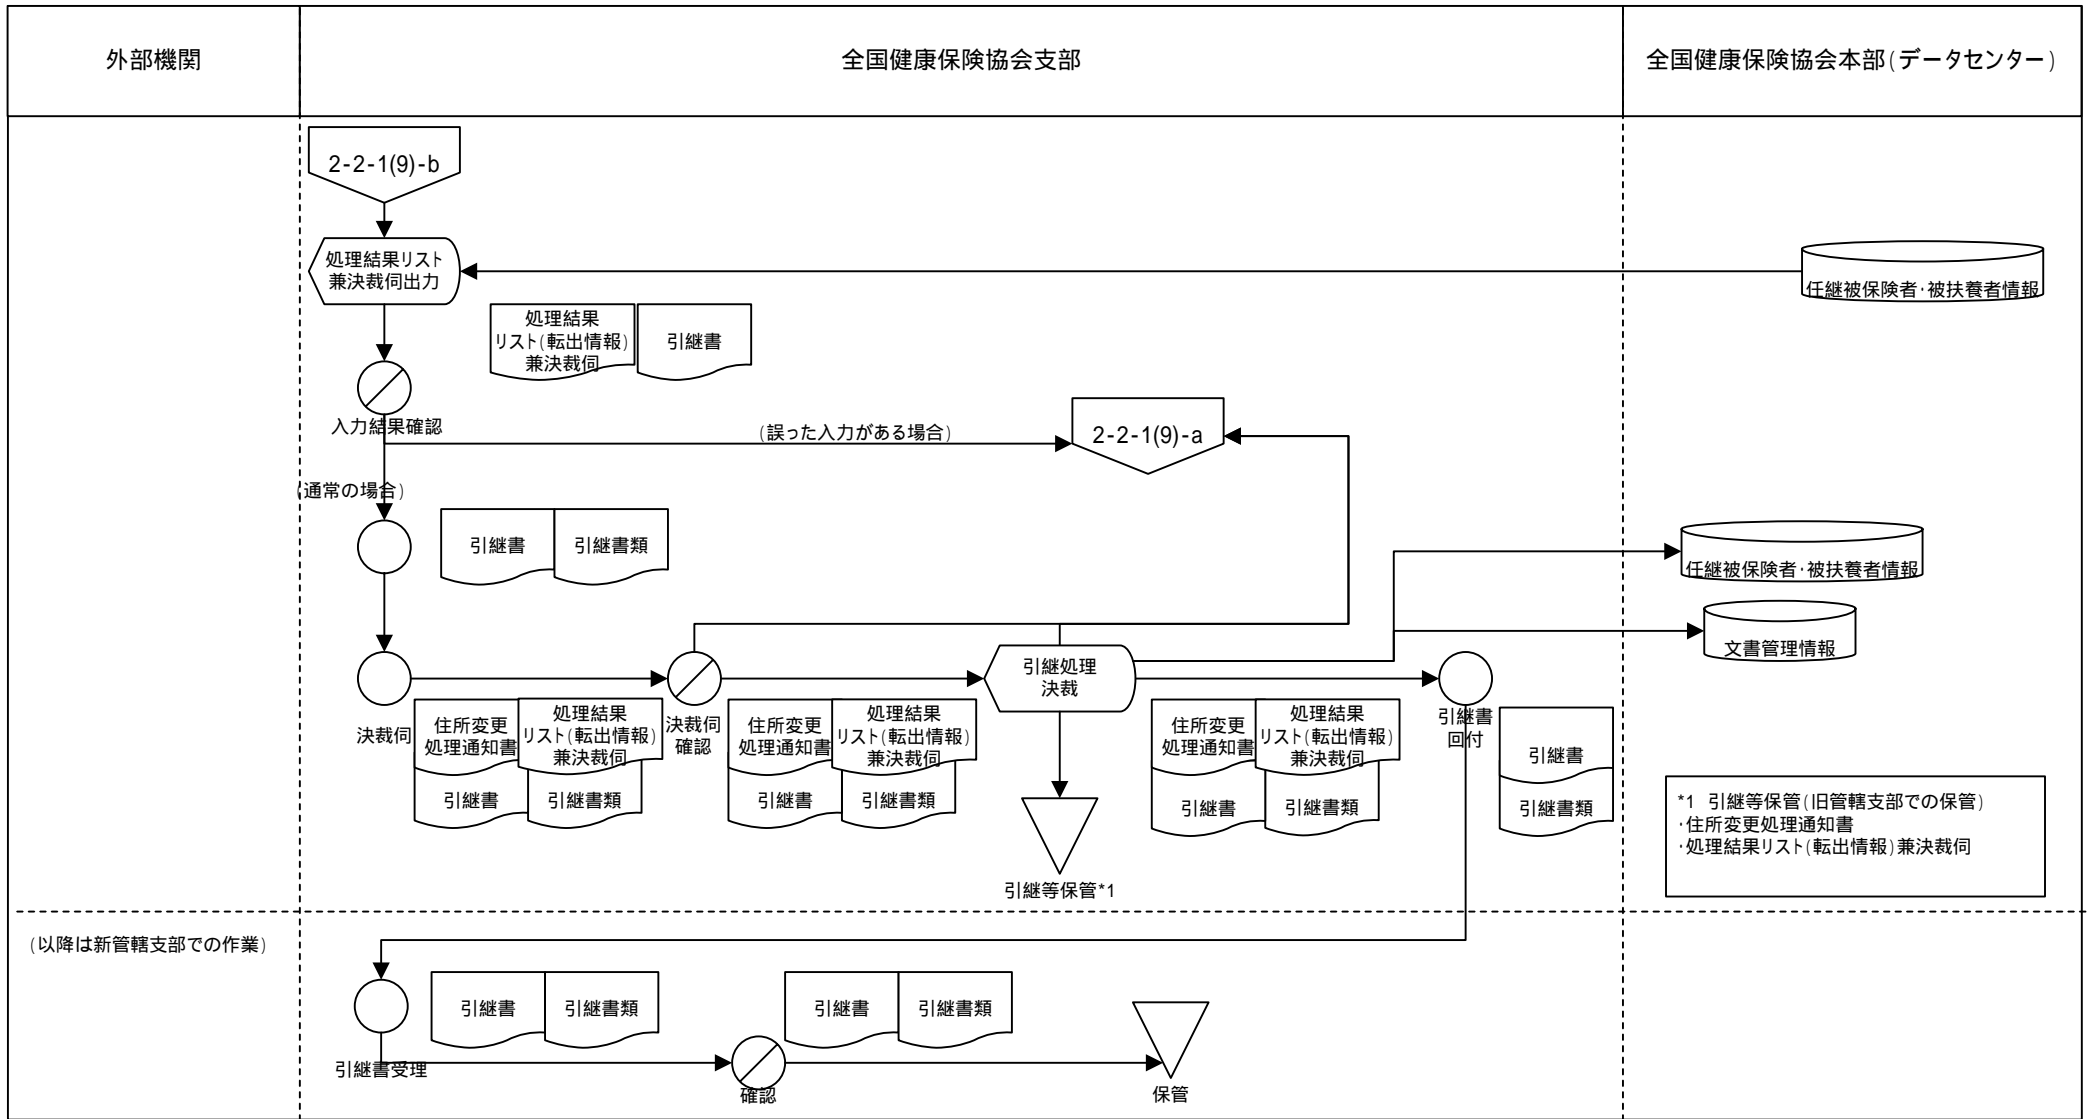 外部機関
全国健康保険協会支部
全国健康保険協会本部(データセンター)
2-2-1(9)-b
処理結果リスト
兼決裁伺出力
任継被保険者・被扶養者情報
処理結果
リスト(転出情報)
兼決裁伺
引継書
入力結果確認
(誤った入力がある場合)
2-2-1(9)-a
(通常の場合)
引継書
引継書類
任継被保険者・被扶養者情報
文書管理情報
引継処理
決裁
決裁伺
住所変更
処理通知書
処理結果
リスト(転出情報)
兼決裁伺
引継書
引継書類
決裁伺
確認
住所変更
処理通知書
処理結果
リスト(転出情報)
兼決裁伺
引継書
引継書類
住所変更
処理通知書
処理結果
リスト(転出情報)
兼決裁伺
引継書
引継書類
引継書
回付
引継書
引継書類
*1 引継等保管(旧管轄支部での保管)
・住所変更処理通知書
・処理結果リスト(転出情報)兼決裁伺
引継等保管*1
(以降は新管轄支部での作業)
引継書
引継書類
引継書
引継書類
引継書受理
確認
保管